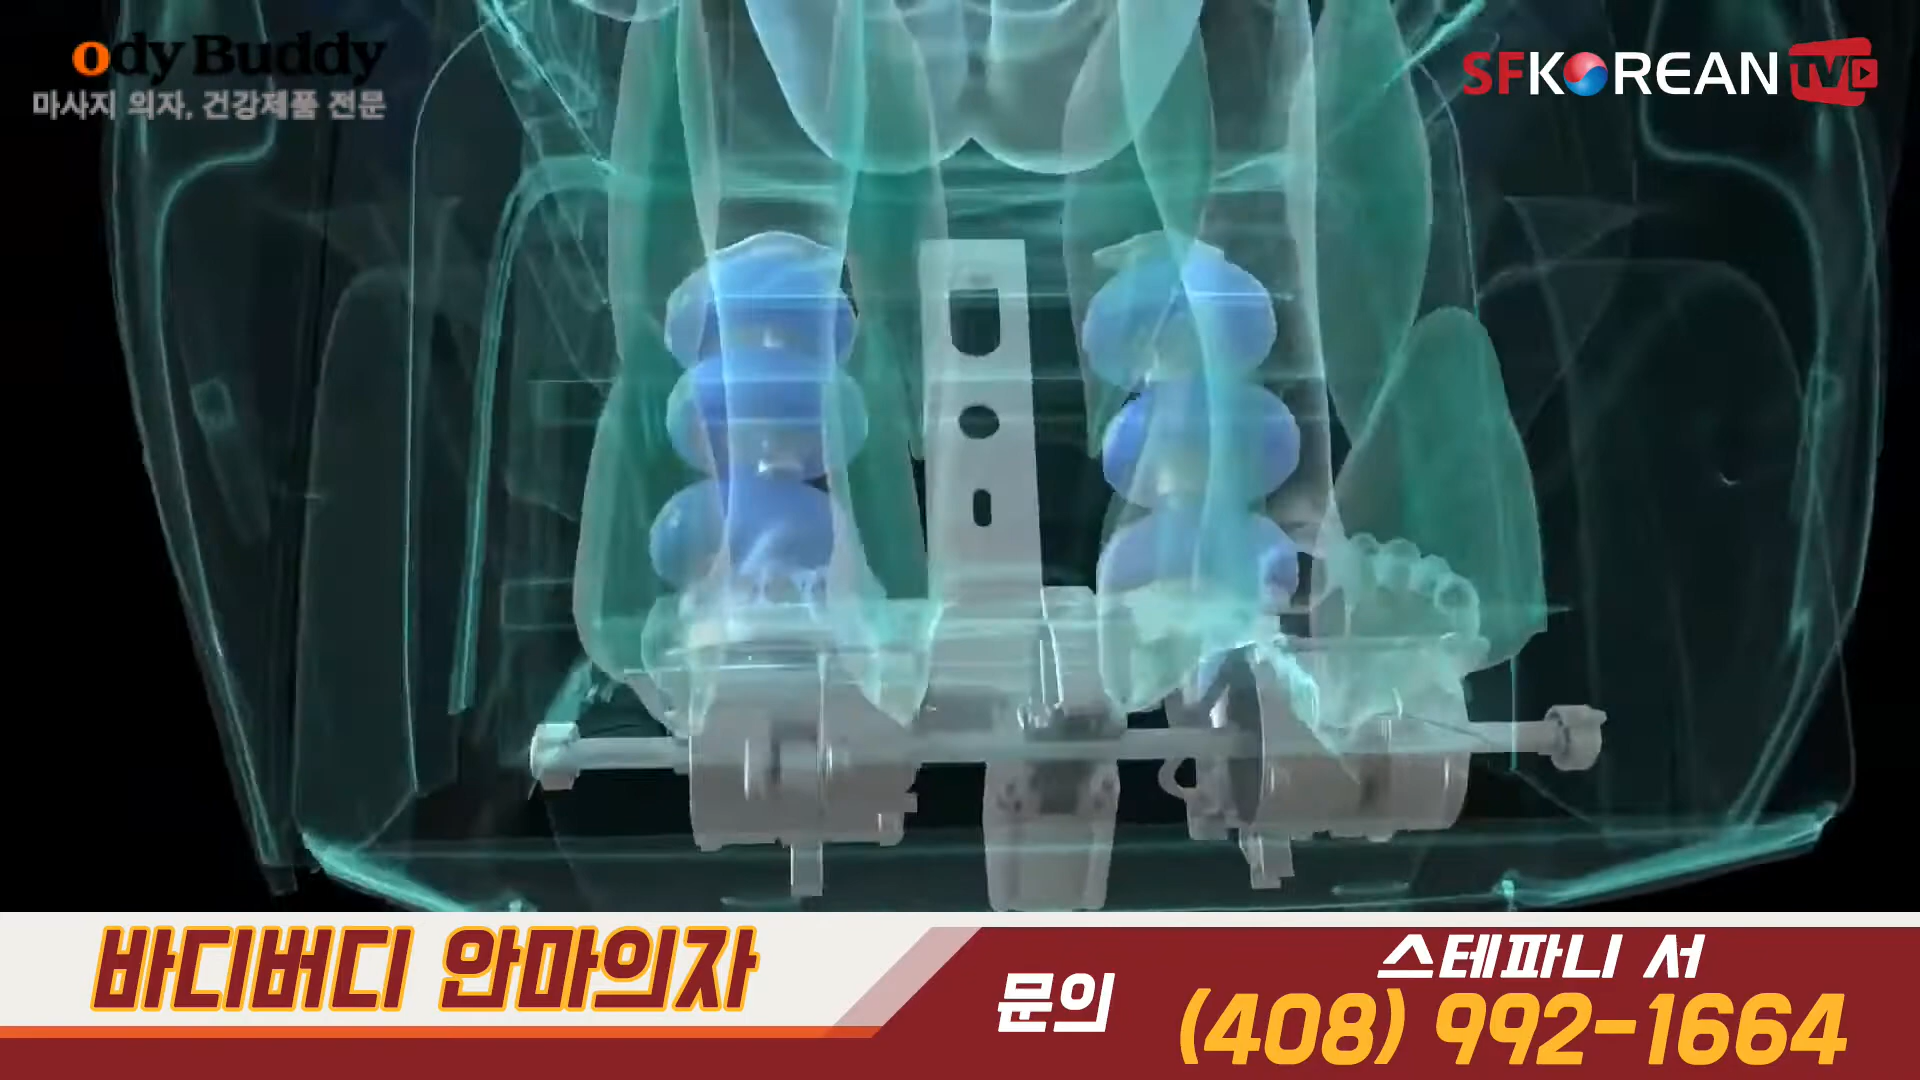 ody Buddy
마사지 의자, 건강제품 전문
SFKOREAN TV
바디버디 안마의자
문의
스테파니 서
(408) 992-1664